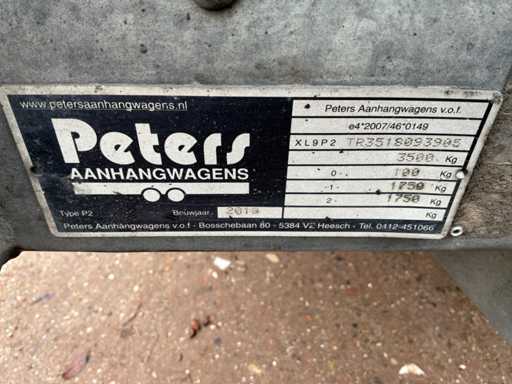 www.petersaanhangwagens.nl
Peters
AANHANGWAGENS
Type P2 Bouwjaar
Peters Aanhangwagens v.o.f. - Bosschebaan 80 - 5384 VZ Heesch - Tel. 0412-451066
Peters Aanhangwagens v.o.f.
e4*2007/46*0149
XL9P2 TR3518093905
3500 Kg
0- 100 Kg
-1- 1750 Kg
2- 1750 Kg
Kg